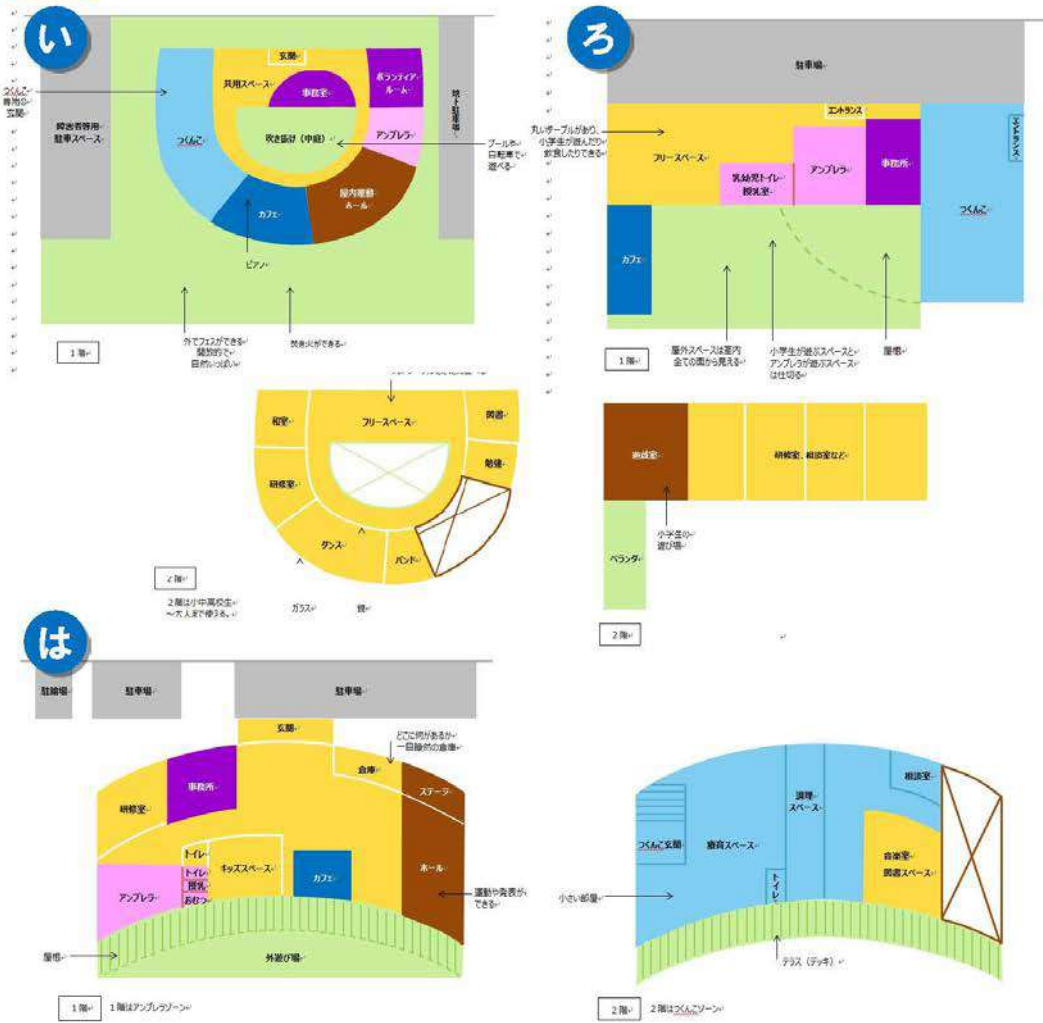 い
玄関
共用スペース
事務室
ボランティア
ルーム
つくんこ
専用の
玄関
障害者等用
駐車スペース
つくんこ
吹き抜け（中庭）
アンブレラ
地下駐車場
プールや
自転車で
遊べる
屋内運動
ホール
カフェ
ピアノ
外でフェスができる
開放的で
自然いっぱい
焚き火ができる
1階
ろ
駐車場
エントランス
丸いテーブルがあり、
小学生が遊んだり
飲食したりできる
フリースペース
乳幼児トイレ
授乳室
アンブレラ
事務所
エントランス
つくんこ
カフェ
屋外スペースは室内
全ての面から見える
小学生が遊ぶスペースと
アンブレラが遊ぶスペース
は仕切る
屋根
1階
和室
フリースペース
図書
研修室
勉強
ダンス
バンド
2階
2階は小中高校生
～大人まで使える。
ガラス
鏡
遊戯室
研修室、相談室など
小学生の
遊び場
ベランダ
2階
は
駐輪場
駐車場
駐車場
玄関
どこに何があるか
一目瞭然の倉庫
倉庫
事務所
研修室
ステージ
トイレ
キッズスペース
トイレ
授乳
おむつ
アンブレラ
カフェ
ホール
運動や発表が
できる
屋根
外遊び場
1階
1階はアンブレラゾーン
相談室
調理
スペース
つくんこ玄関
療育スペース
音楽室
図書スペース
小さい部屋
トイレ
テラス（デッキ）
2階
2階はつくんこゾーン